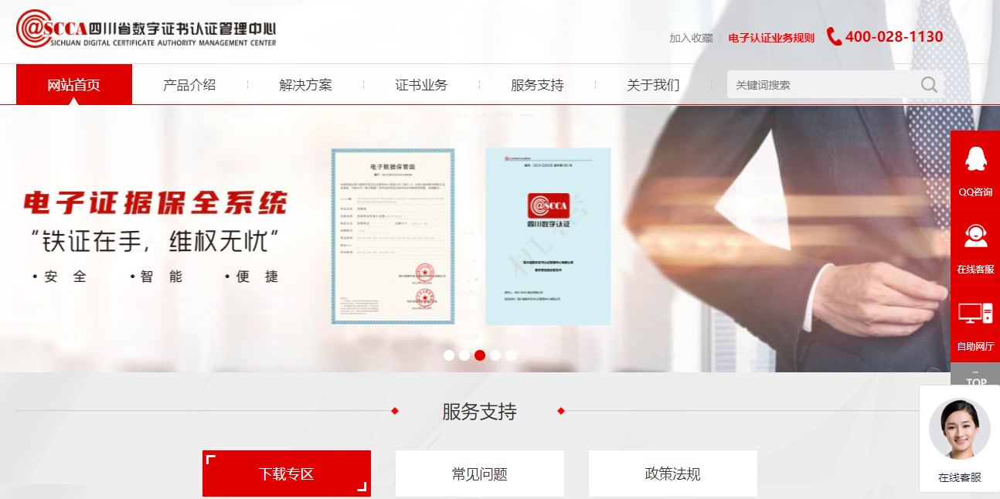 @SCCA四川省数字证书认证管理中心
SICHUAN DIGITAL CERTIFICATE AUTHORITY MANAGEMENT CENTER
加入收藏
电子认证业务规则
400-028-1130
网站首页
产品介绍
解决方案
证书业务
服务支持
关于我们
关键词搜索
电子证据保全系统
“铁证在手，维权无忧”
• 安 全
• 智 能
• 便 捷
电子数据保管函
@SCCA
四川数字认证
QQ咨询
在线客服
自助网厅
TOP
在线客服
服务支持
下载专区
常见问题
政策法规